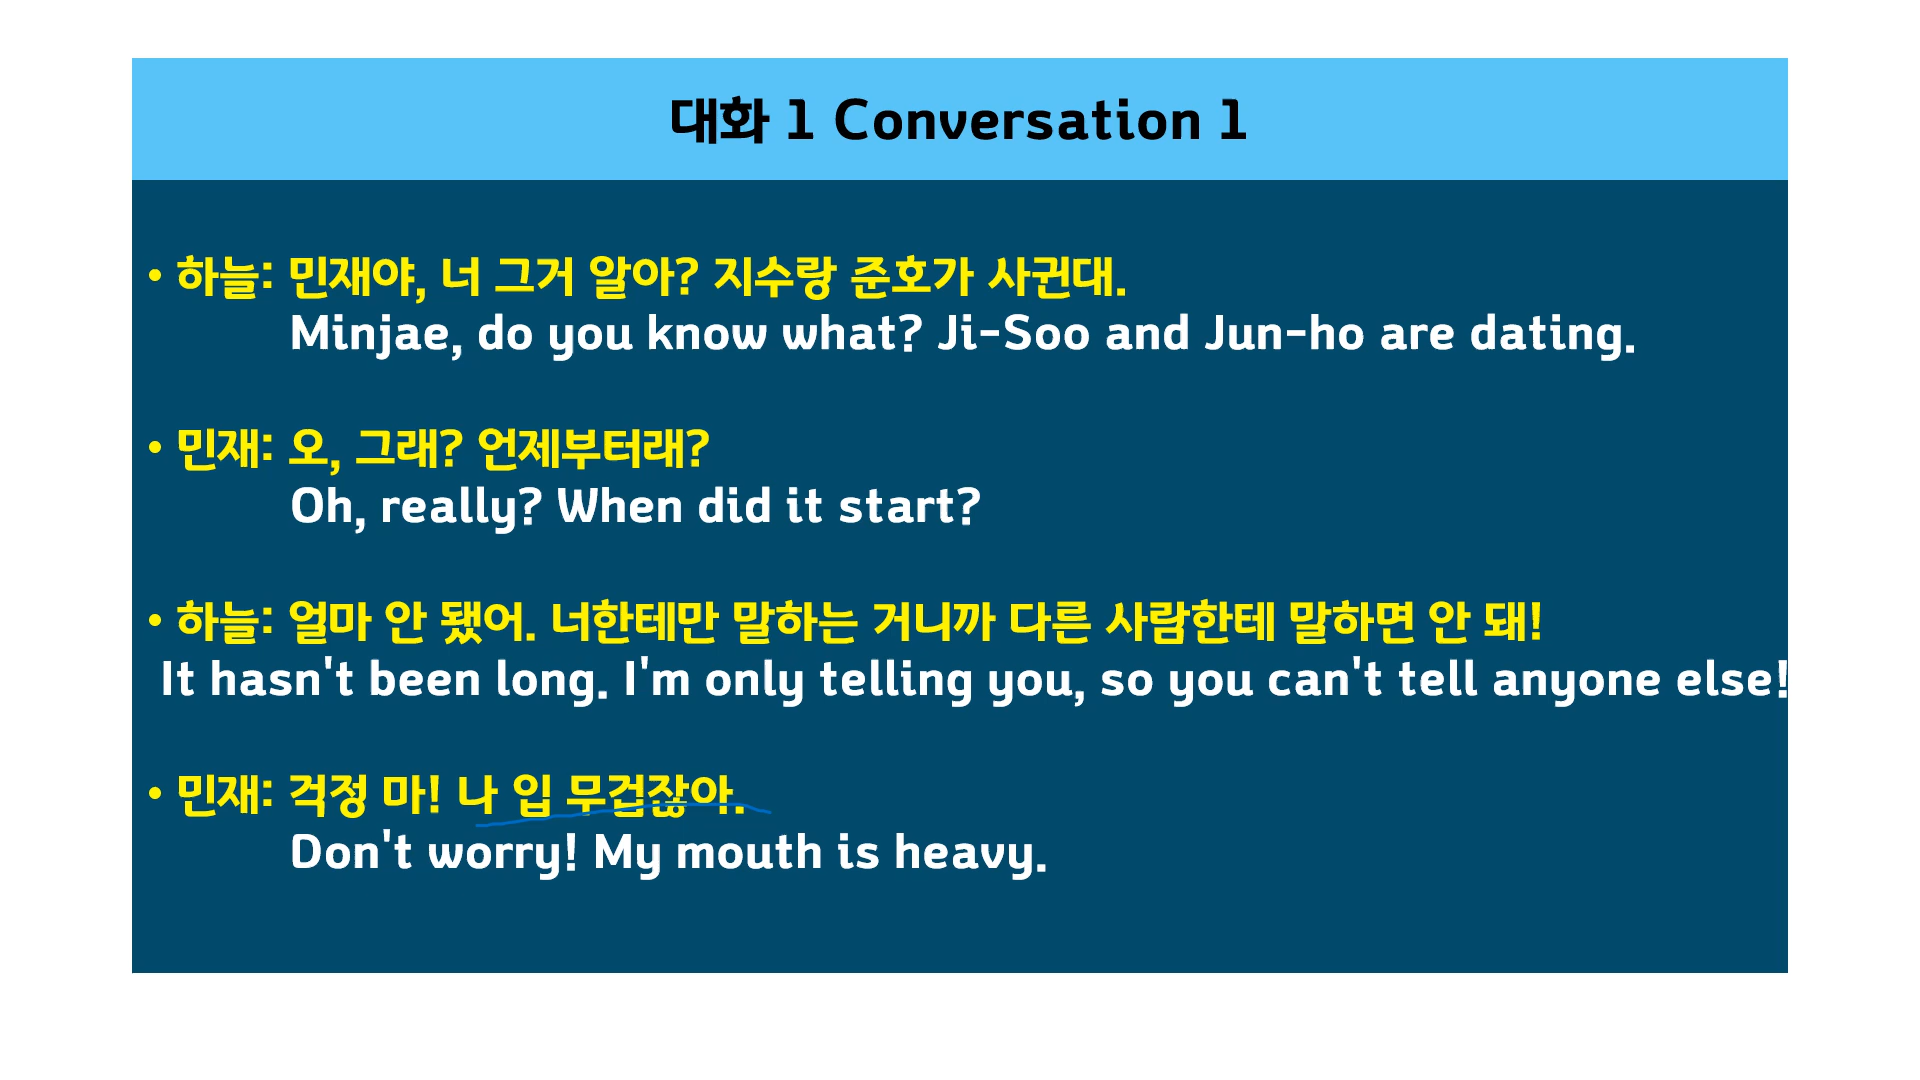 대화 1 Conversation 1
• 하늘: 민재야, 너 그거 알아? 지수랑 준호가 사귄대.
Minjae, do you know what? Ji-Soo and Jun-ho are dating.
• 민재: 오, 그래? 언제부터래?
Oh, really? When did it start?
• 하늘: 얼마 안 됐어. 너한테만 말하는 거니까 다른 사람한테 말하면 안 돼!
It hasn't been long. I'm only telling you, so you can't tell anyone else!
• 민재: 걱정 마! 나 입 무겁잖아.
Don't worry! My mouth is heavy.